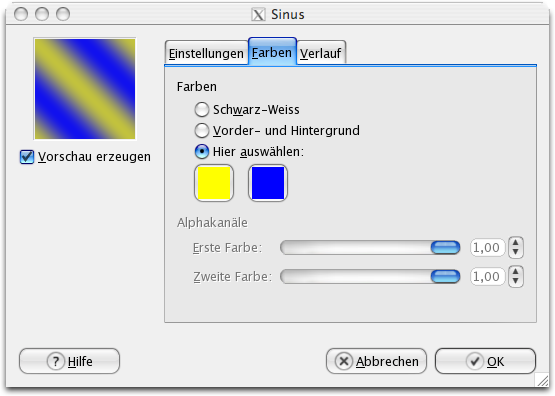 Sinus
Einstellungen Farben Verlauf
Farben
Schwarz-Weiss
Vorder- und Hintergrund
Hier auswählen:
Vorschau erzeugen
Alphakanäle
Erste Farbe: 1,00
Zweite Farbe: 1,00
Hilfe Abbrechen OK